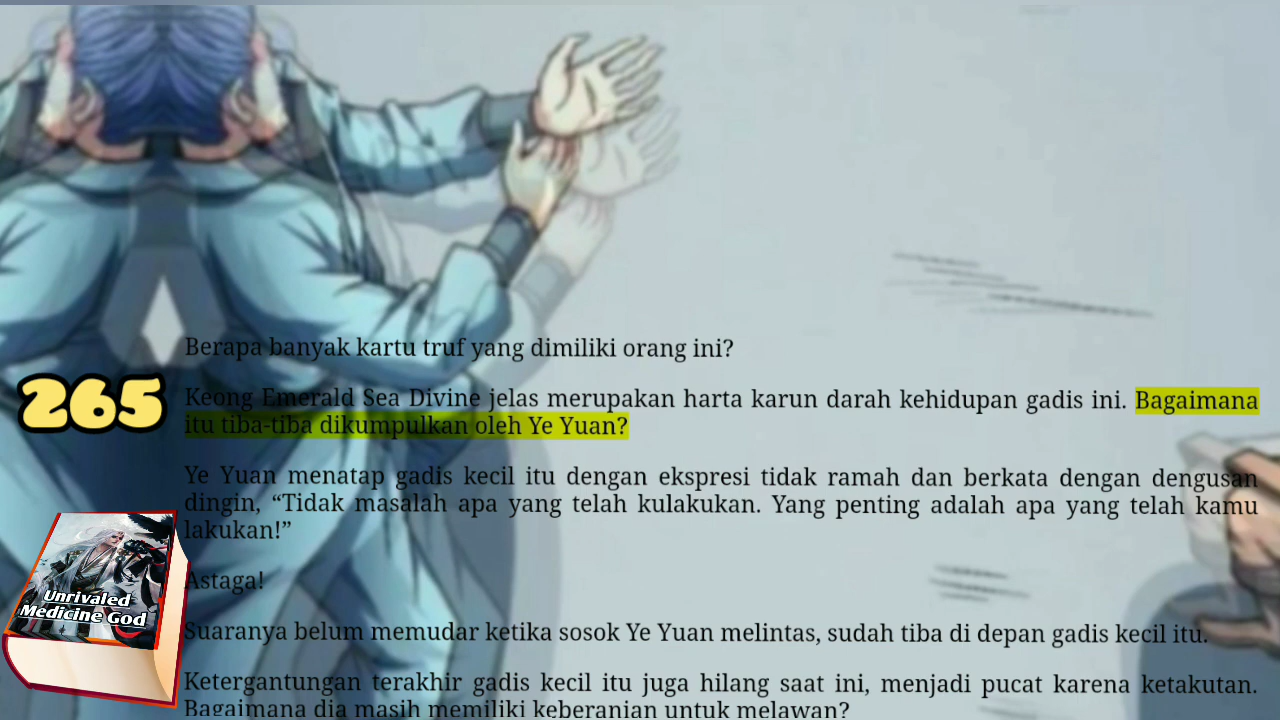 Berapa banyak kartu truf yang dimiliki orang ini?
265
Keong Emerald Sea Divine jelas merupakan harta karun darah kehidupan gadis ini. Bagaimana
itu tiba-tiba dikumpulkan oleh Ye Yuan?
Ye Yuan menatap gadis kecil itu dengan ekspresi tidak ramah dan berkata dengan dengusan
dingin, “Tidak masalah apa yang telah kulakukan. Yang penting adalah apa yang telah kamu
lakukan!”
Astaga!
Unrivaled
Medicine God
Suaranya belum memudar ketika sosok Ye Yuan melintas, sudah tiba di depan gadis kecil itu.
Ketergantungan terakhir gadis kecil itu juga hilang saat ini, menjadi pucat karena ketakutan.
Bagaimana dia masih memiliki keberanian untuk melawan?